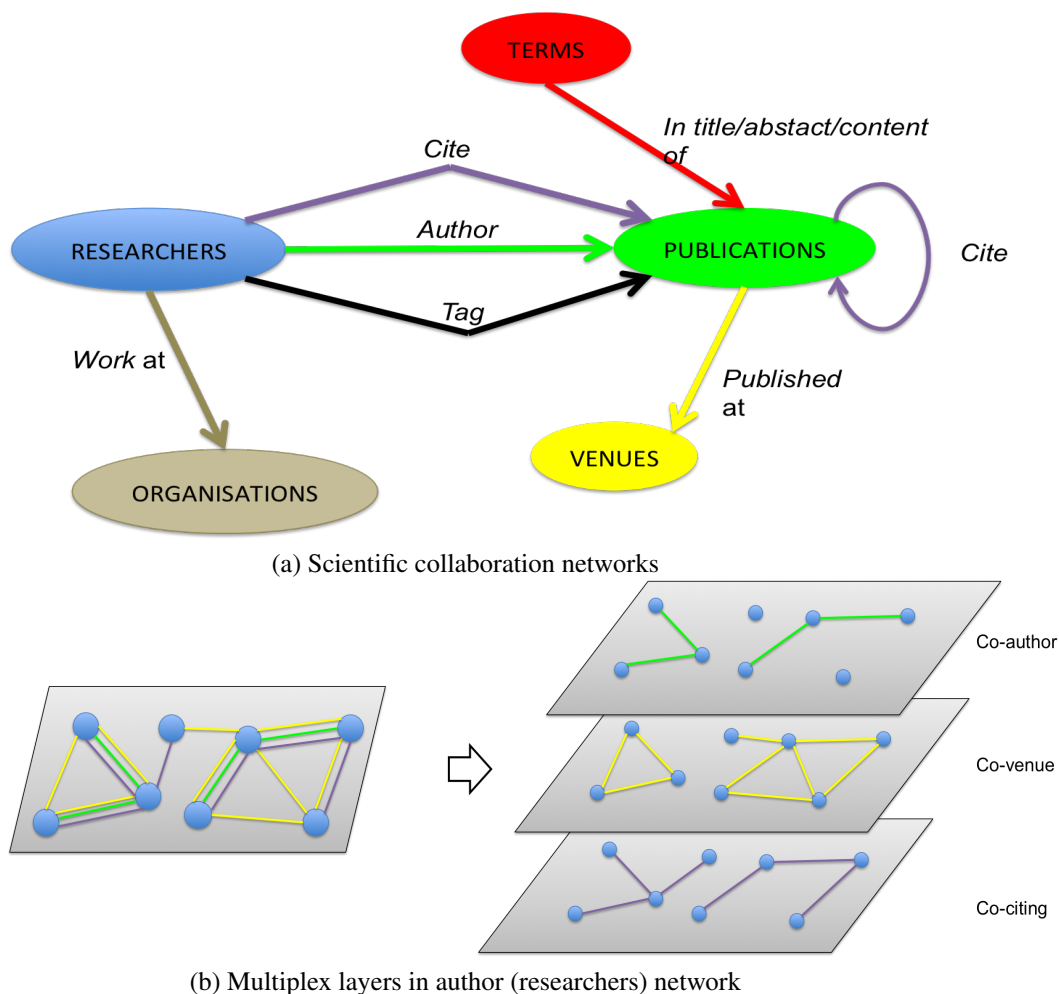 TERMS
In title/abstact/content
of
Cite
RESEARCHERS
Author
PUBLICATIONS
Cite
Tag
Work at
Published
at
VENUES
ORGANISATIONS
(a) Scientific collaboration networks
Co-author
Co-venue
Co-citing
(b) Multiplex layers in author (researchers) network